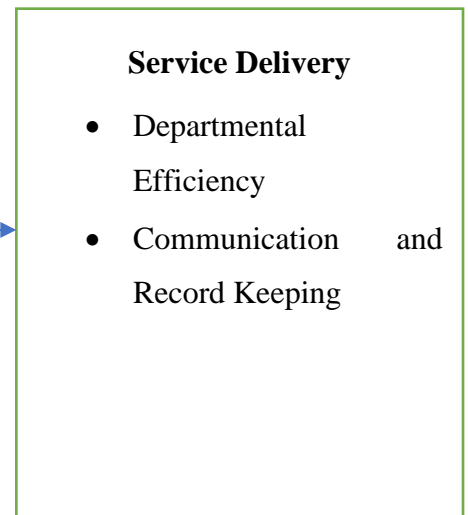 Service Delivery
• Departmental
Efficiency
• Communication and
Record Keeping